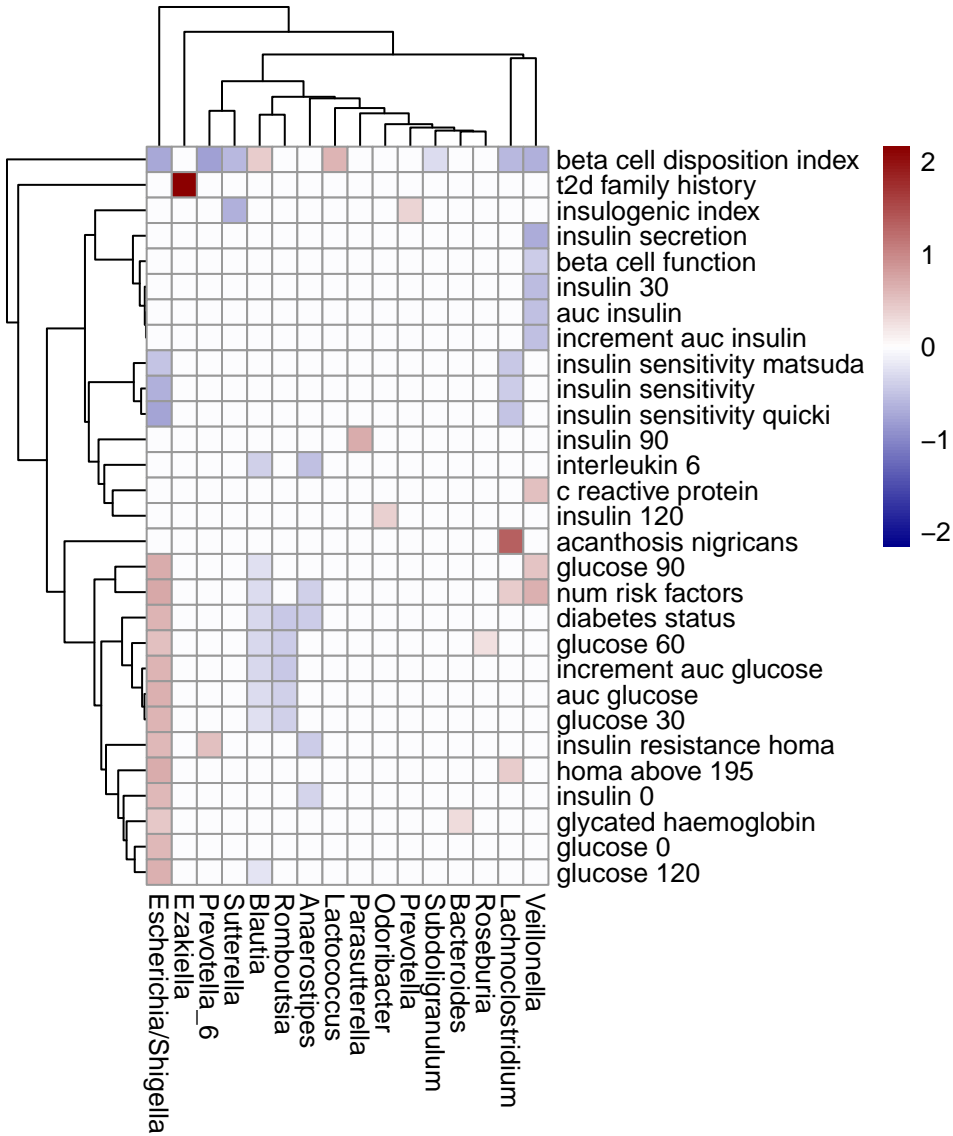 beta cell disposition index
t2d family history
insulogenic index
insulin secretion
beta cell function
insulin 30
auc insulin
increment auc insulin
insulin sensitivity matsuda
insulin sensitivity
insulin sensitivity quicki
insulin 90
interleukin 6
c reactive protein
insulin 120
acanthosis nigricans
glucose 90
num risk factors
diabetes status
glucose 60
increment auc glucose
auc glucose
glucose 30
insulin resistance homa
homa above 195
insulin 0
glycated haemoglobin
glucose 0
glucose 120
2
1
0
−1
−2
Escherichia/Shigella
Ezakiella
Prevotella_6
Sutterella
Blautia
Romboutsia
Anaerostipes
Lactococcus
Parasutterella
Odoribacter
Prevotella
Subdoligranulum
Bacteroides
Roseburia
Lachnoclostridium
Veillonella